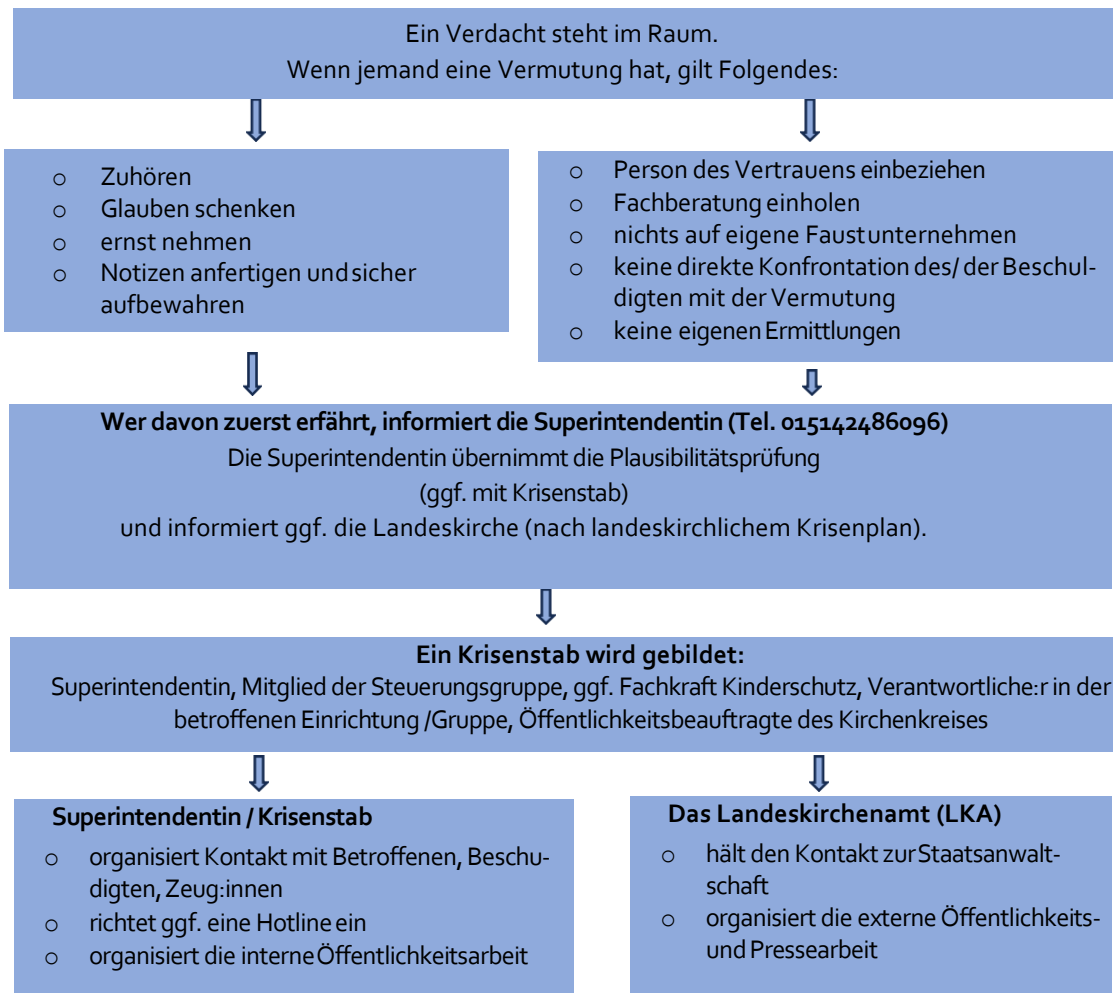 Ein Verdacht steht im Raum.
Wenn jemand eine Vermutung hat, gilt Folgendes:
o Zuhören
o Glauben schenken
o ernst nehmen
o Notizen anfertigen und sicher
aufbewahren
o Person des Vertrauens einbeziehen
o Fachberatung einholen
o nichts auf eigene Faust unternehmen
o keine direkte Konfrontation des/ der Beschul-
digten mit der Vermutung
o keine eigenen Ermittlungen
Wer davon zuerst erfährt, informiert die Superintendentin (Tel. 015142486096)
Die Superintendentin übernimmt die Plausibilitätsprüfung
(ggf. mit Krisenstab)
und informiert ggf. die Landeskirche (nach landeskirchlichem Krisenplan).
Ein Krisenstab wird gebildet:
Superintendentin, Mitglied der Steuerungsgruppe, ggf. Fachkraft Kinderschutz, Verantwortliche:r in der
betroffenen Einrichtung /Gruppe, Öffentlichkeitsbeauftragte des Kirchenkreises
Superintendentin / Krisenstab
o organisiert Kontakt mit Betroffenen, Beschu-
digten, Zeug:innen
o richtet ggf. eine Hotline ein
o organisiert die interne Öffentlichkeitsarbeit
Das Landeskirchenamt (LKA)
o hält den Kontakt zur Staatsanwalt-
schaft
o organisiert die externe Öffentlichkeits-
und Pressearbeit